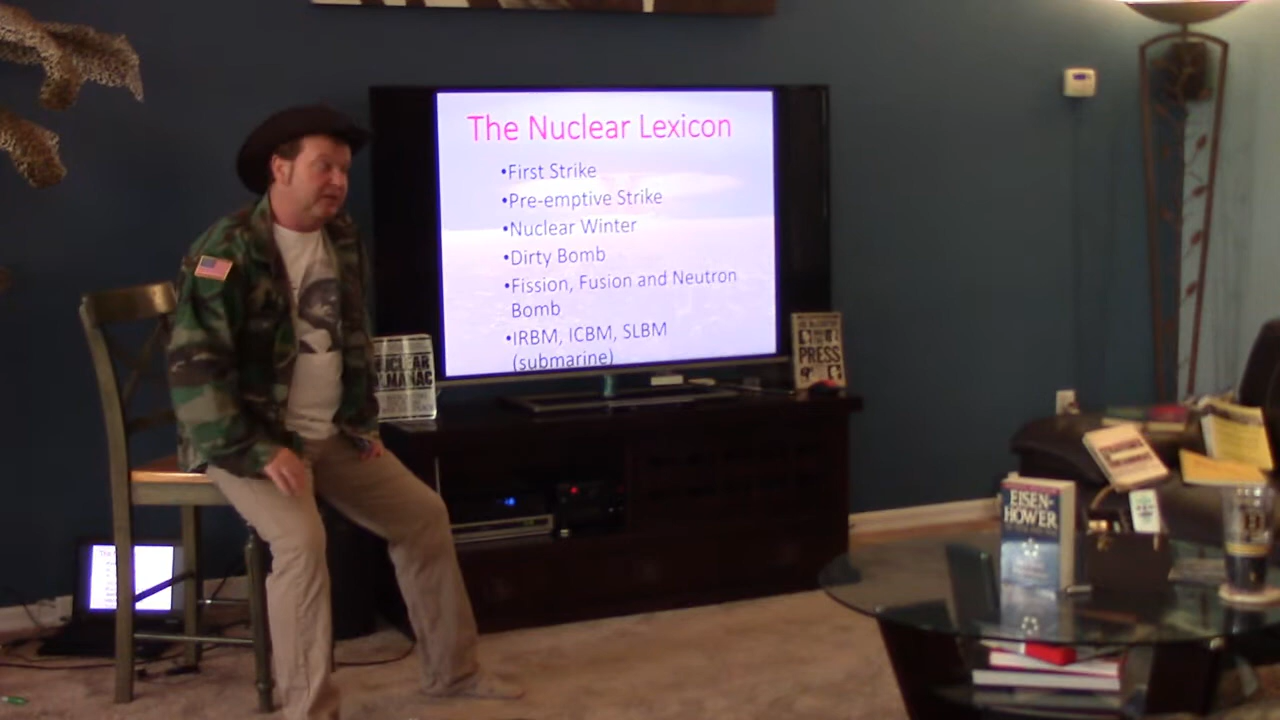 The Nuclear Lexicon
•First Strike
•Pre-emptive Strike
•Nuclear Winter
•Dirty Bomb
•Fission, Fusion and Neutron
Bomb
•IRBM, ICBM, SLBM
(submarine)
NUCLEAR
ALMANAC
PRESS
EISEN-
HOWER